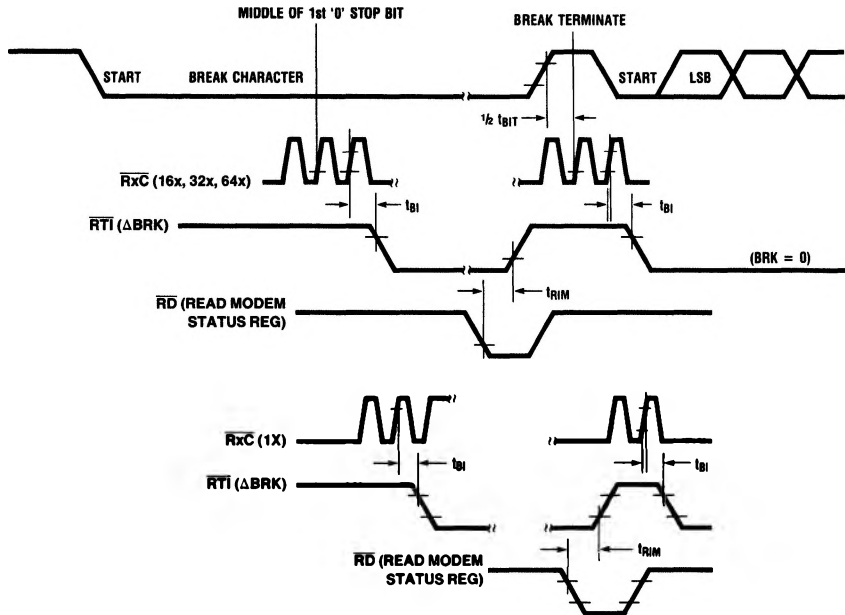 MIDDLE OF 1st '0' STOP BIT
BREAK TERMINATE
START BREAK CHARACTER START LSB
1/2 tBIT
RxC (16x, 32x, 64x)
tBI tBI
RTI (ΔBRK)
(BRK = 0)
tRIM
RD (READ MODEM
STATUS REG)
RxC (1X)
tBI tBI
RTI (ΔBRK)
tRIM
RD (READ MODEM
STATUS REG)